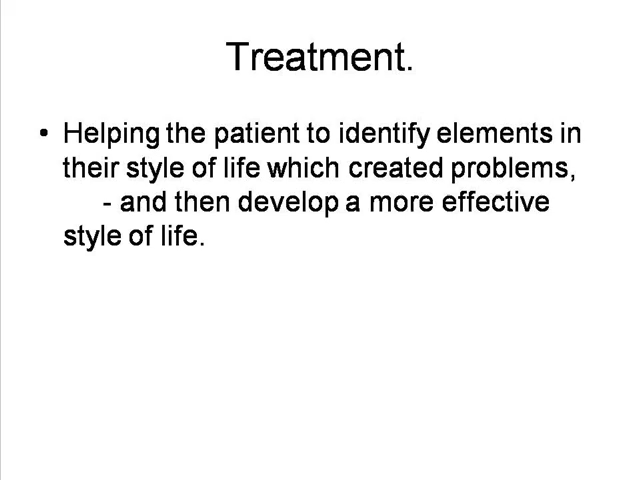 Treatment.
• Helping the patient to identify elements in
their style of life which created problems,
- and then develop a more effective
style of life.